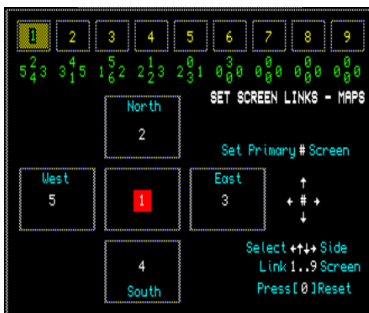 1 2 3 4 5 6 7 8 9
SET SCREEN LINKS - MAPS
North
2
Set Primary # Screen
West
5
1
East
3
↑
← # →
↓
4
South
Select ←↑↓→ Side
Link 1..9 Screen
Press[ 0 ]Reset